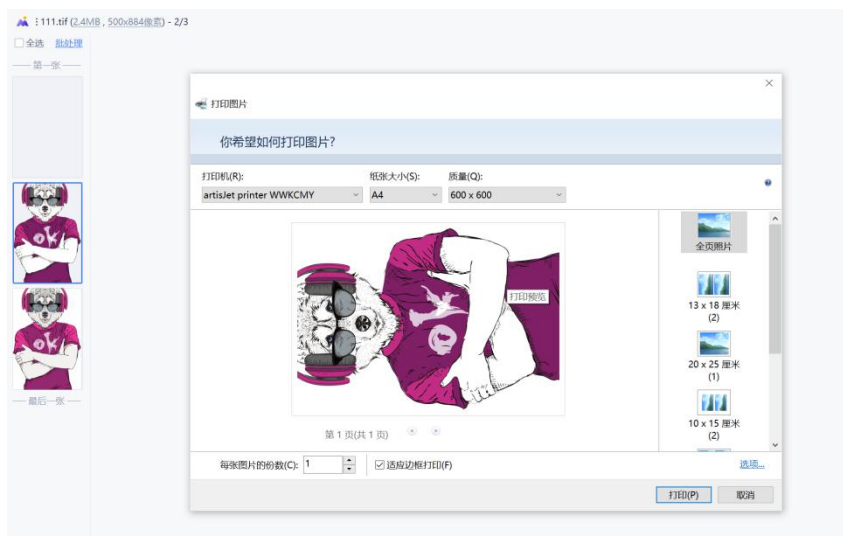 111.tif (2.4MB , 500x884像素) - 2/3
全选 批处理
第一张
最后一张
打印图片
你希望如何打印图片?
打印机(R): 纸张大小(S): 质量(Q):
artisJet printer WWKCMY A4 600 x 600
ok
ok
ok
打印预览
全页照片
13 x 18 厘米
(2)
20 x 25 厘米
(1)
10 x 15 厘米
(2)
第 1 页(共 1 页)
每张图片的份数(C): 1 适应边框打印(F) 选项...
打印(P) 取消